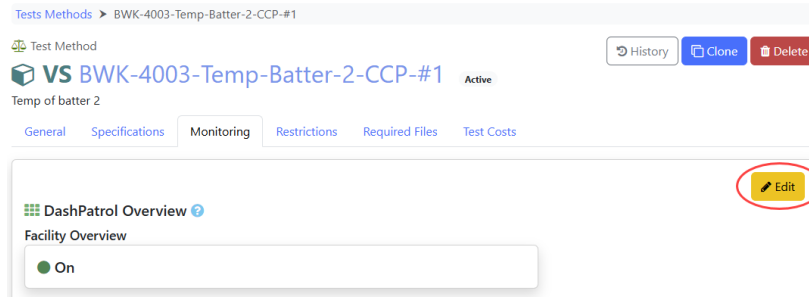 Tests Methods ➤ BWK-4003-Temp-Batter-2-CCP-#1
Test Method
History Clone Delete
VS BWK-4003-Temp-Batter-2-CCP-#1 Active
Temp of batter 2
General Specifications Monitoring Restrictions Required Files Test Costs
Edit
DashPatrol Overview ?
Facility Overview
On